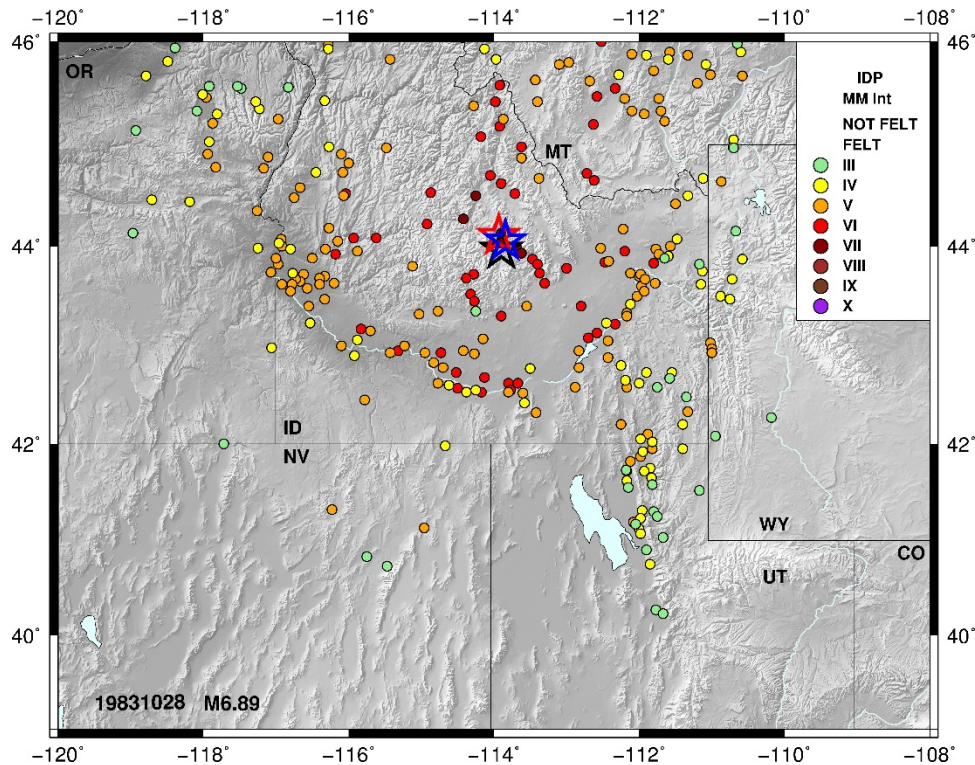 −120° −118° −116° −114° −112° −110° −108°
46° 46°
OR
IDP
MM Int
NOT FELT
FELT
III
IV
V
VI
VII
VIII
IX
X
MT
44° 44°
ID
42° 42°
NV
WY
CO
UT
40° 40°
19831028 M6.89
−120° −118° −116° −114° −112° −110° −108°